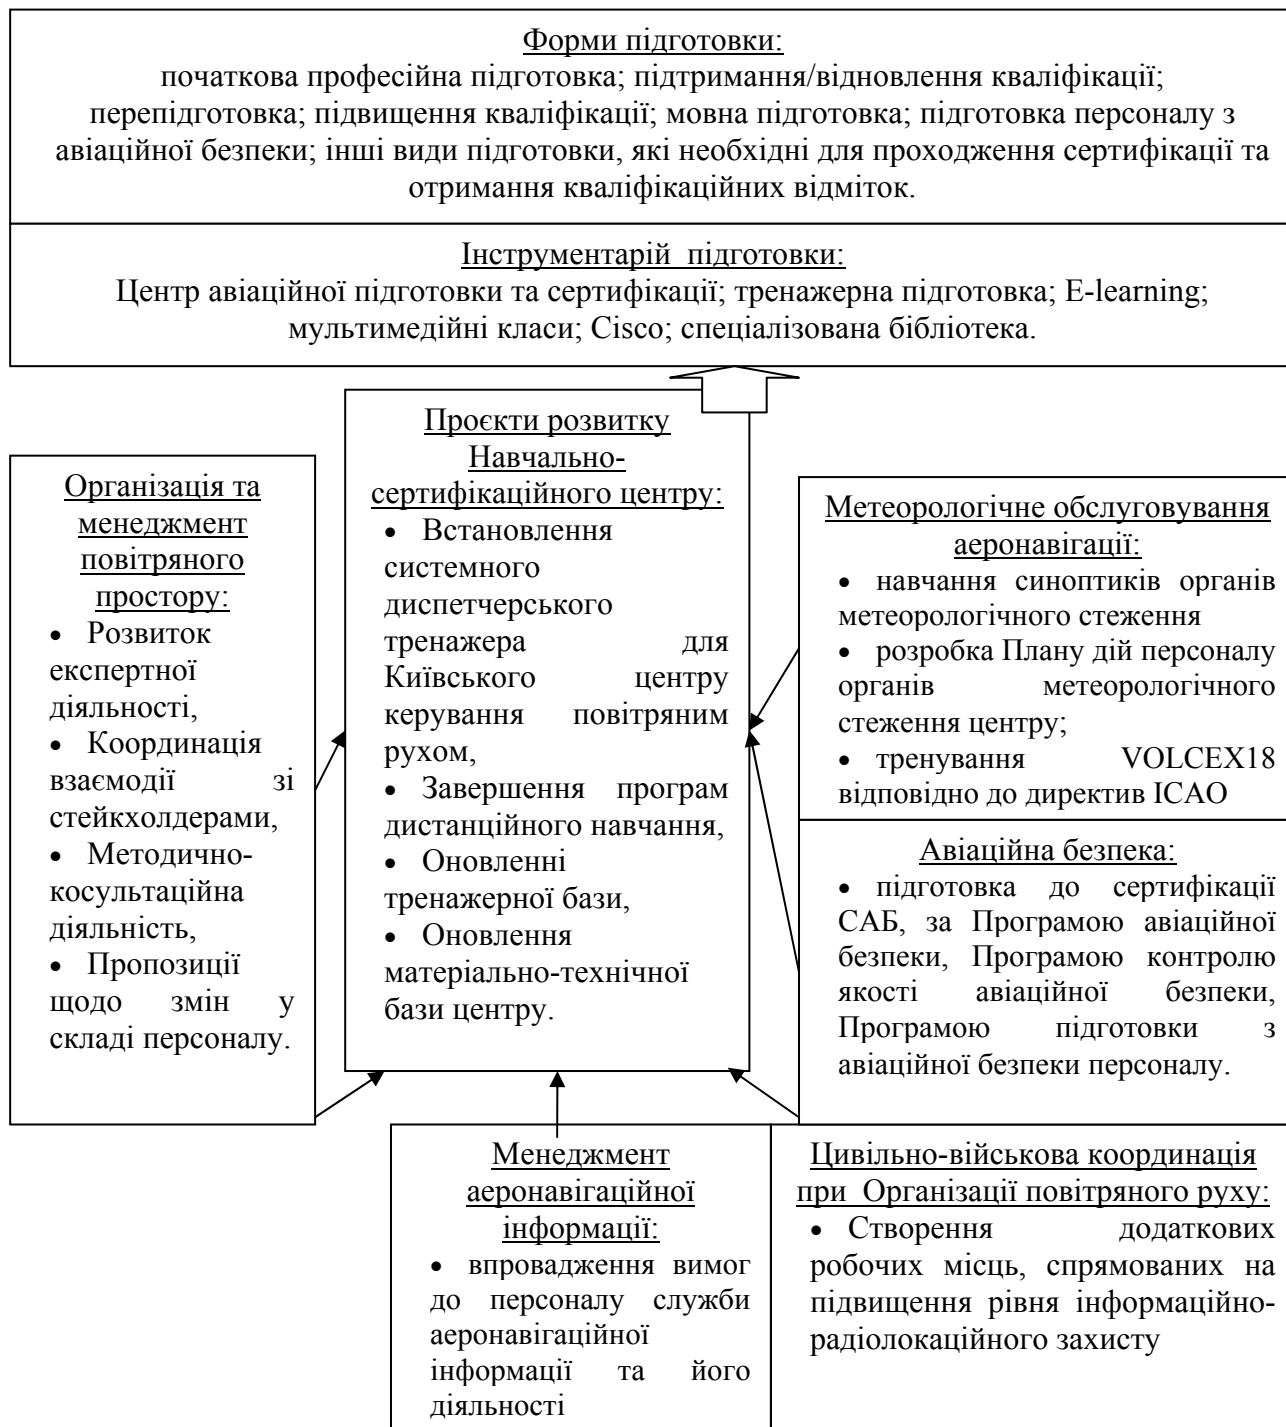 Форми підготовки:
початкова професійна підготовка; підтримання/відновлення кваліфікації;
перепідготовка; підвищення кваліфікації; мовна підготовка; підготовка персоналу з
авіаційної безпеки; інші види підготовки, які необхідні для проходження сертифікації та
отримання кваліфікаційних відміток.
Інструментарій підготовки:
Центр авіаційної підготовки та сертифікації; тренажерна підготовка; E-learning;
мультимедійні класи; Cisco; спеціалізована бібліотека.
Організація та
менеджмент
повітряного
простору:
• Розвиток
експертної
діяльності,
• Координація
взаємодії зі
стейкхолдерами,
• Методично-
косультаційна
діяльність,
• Пропозиції
щодо змін у
складі персоналу.
Проєкти розвитку
Навчально-
сертифікаційного центру:
• Встановлення
системного
диспетчерського
тренажера для
Київського центру
керування повітряним
рухом,
• Завершення програм
дистанційного навчання,
• Оновленні
тренажерної бази,
• Оновлення
матеріально-технічної
бази центру.
Метеорологічне обслуговування
аеронавігації:
• навчання синоптиків органів
метеорологічного стеження
• розробка Плану дій персоналу
органів метеорологічного
стеження центру;
• тренування VOLCEX18
відповідно до директив ICAO
Авіаційна безпека:
• підготовка до сертифікації
САБ, за Програмою авіаційної
безпеки, Програмою контролю
якості авіаційної безпеки,
Програмою підготовки з
авіаційної безпеки персоналу.
Менеджмент
аеронавігаційної
інформації:
• впровадження вимог
до персоналу служби
аеронавігаційної
інформації та його
діяльності
Цивільно-військова координація
при Організації повітряного руху:
• Створення додаткових
робочих місць, спрямованих на
підвищення рівня інформаційно-
радіолокаційного захисту